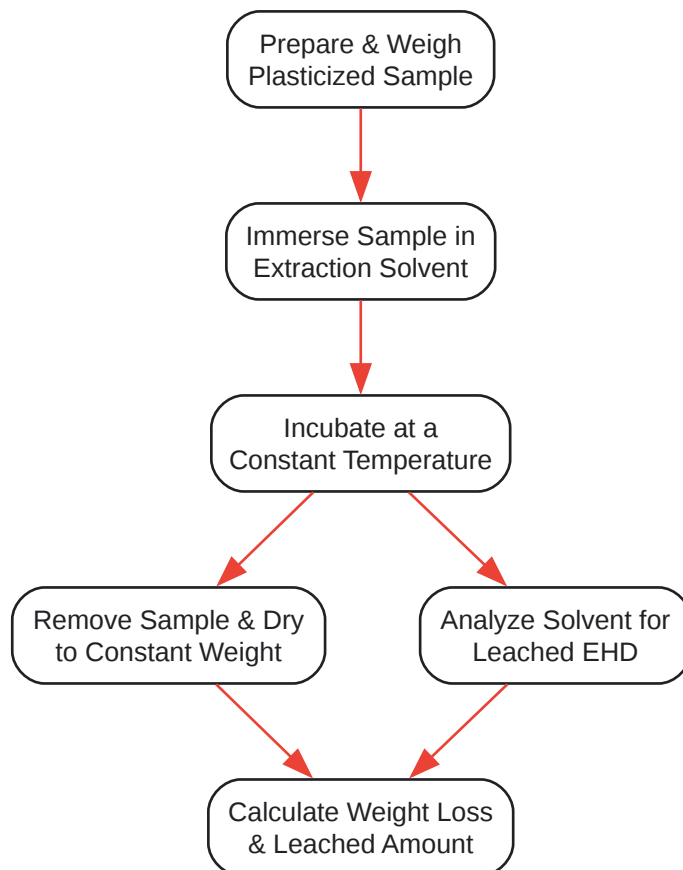 Prepare & Weigh
Plasticized Sample
Immerse Sample in
Extraction Solvent
Incubate at a
Constant Temperature
Remove Sample & Dry
to Constant Weight
Analyze Solvent for
Leached EHD
Calculate Weight Loss
& Leached Amount